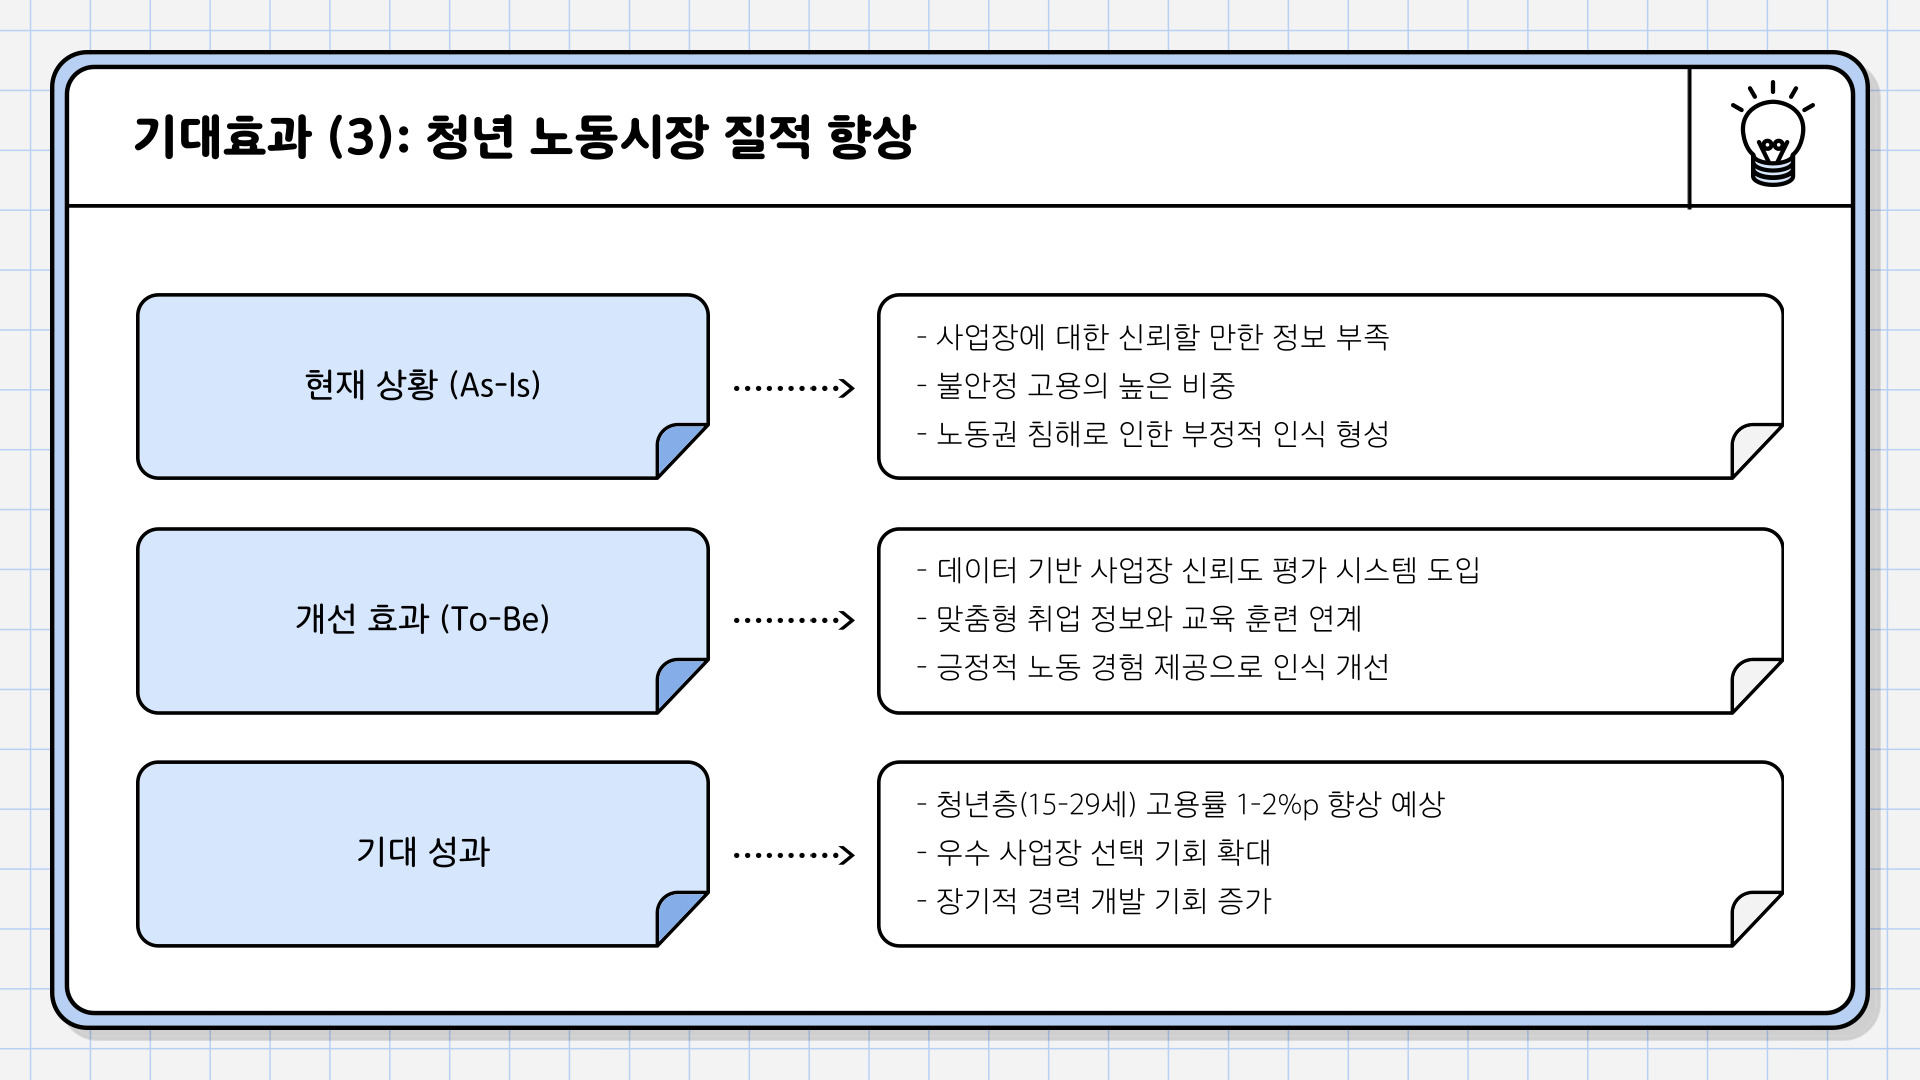 기대효과 (3): 청년 노동시장 질적 향상
현재 상황 (As-Is)
- 사업장에 대한 신뢰할 만한 정보 부족
- 불안정 고용의 높은 비중
- 노동권 침해로 인한 부정적 인식 형성
개선 효과 (To-Be)
- 데이터 기반 사업장 신뢰도 평가 시스템 도입
- 맞춤형 취업 정보와 교육 훈련 연계
- 긍정적 노동 경험 제공으로 인식 개선
기대 성과
- 청년층(15-29세) 고용률 1-2%p 향상 예상
- 우수 사업장 선택 기회 확대
- 장기적 경력 개발 기회 증가